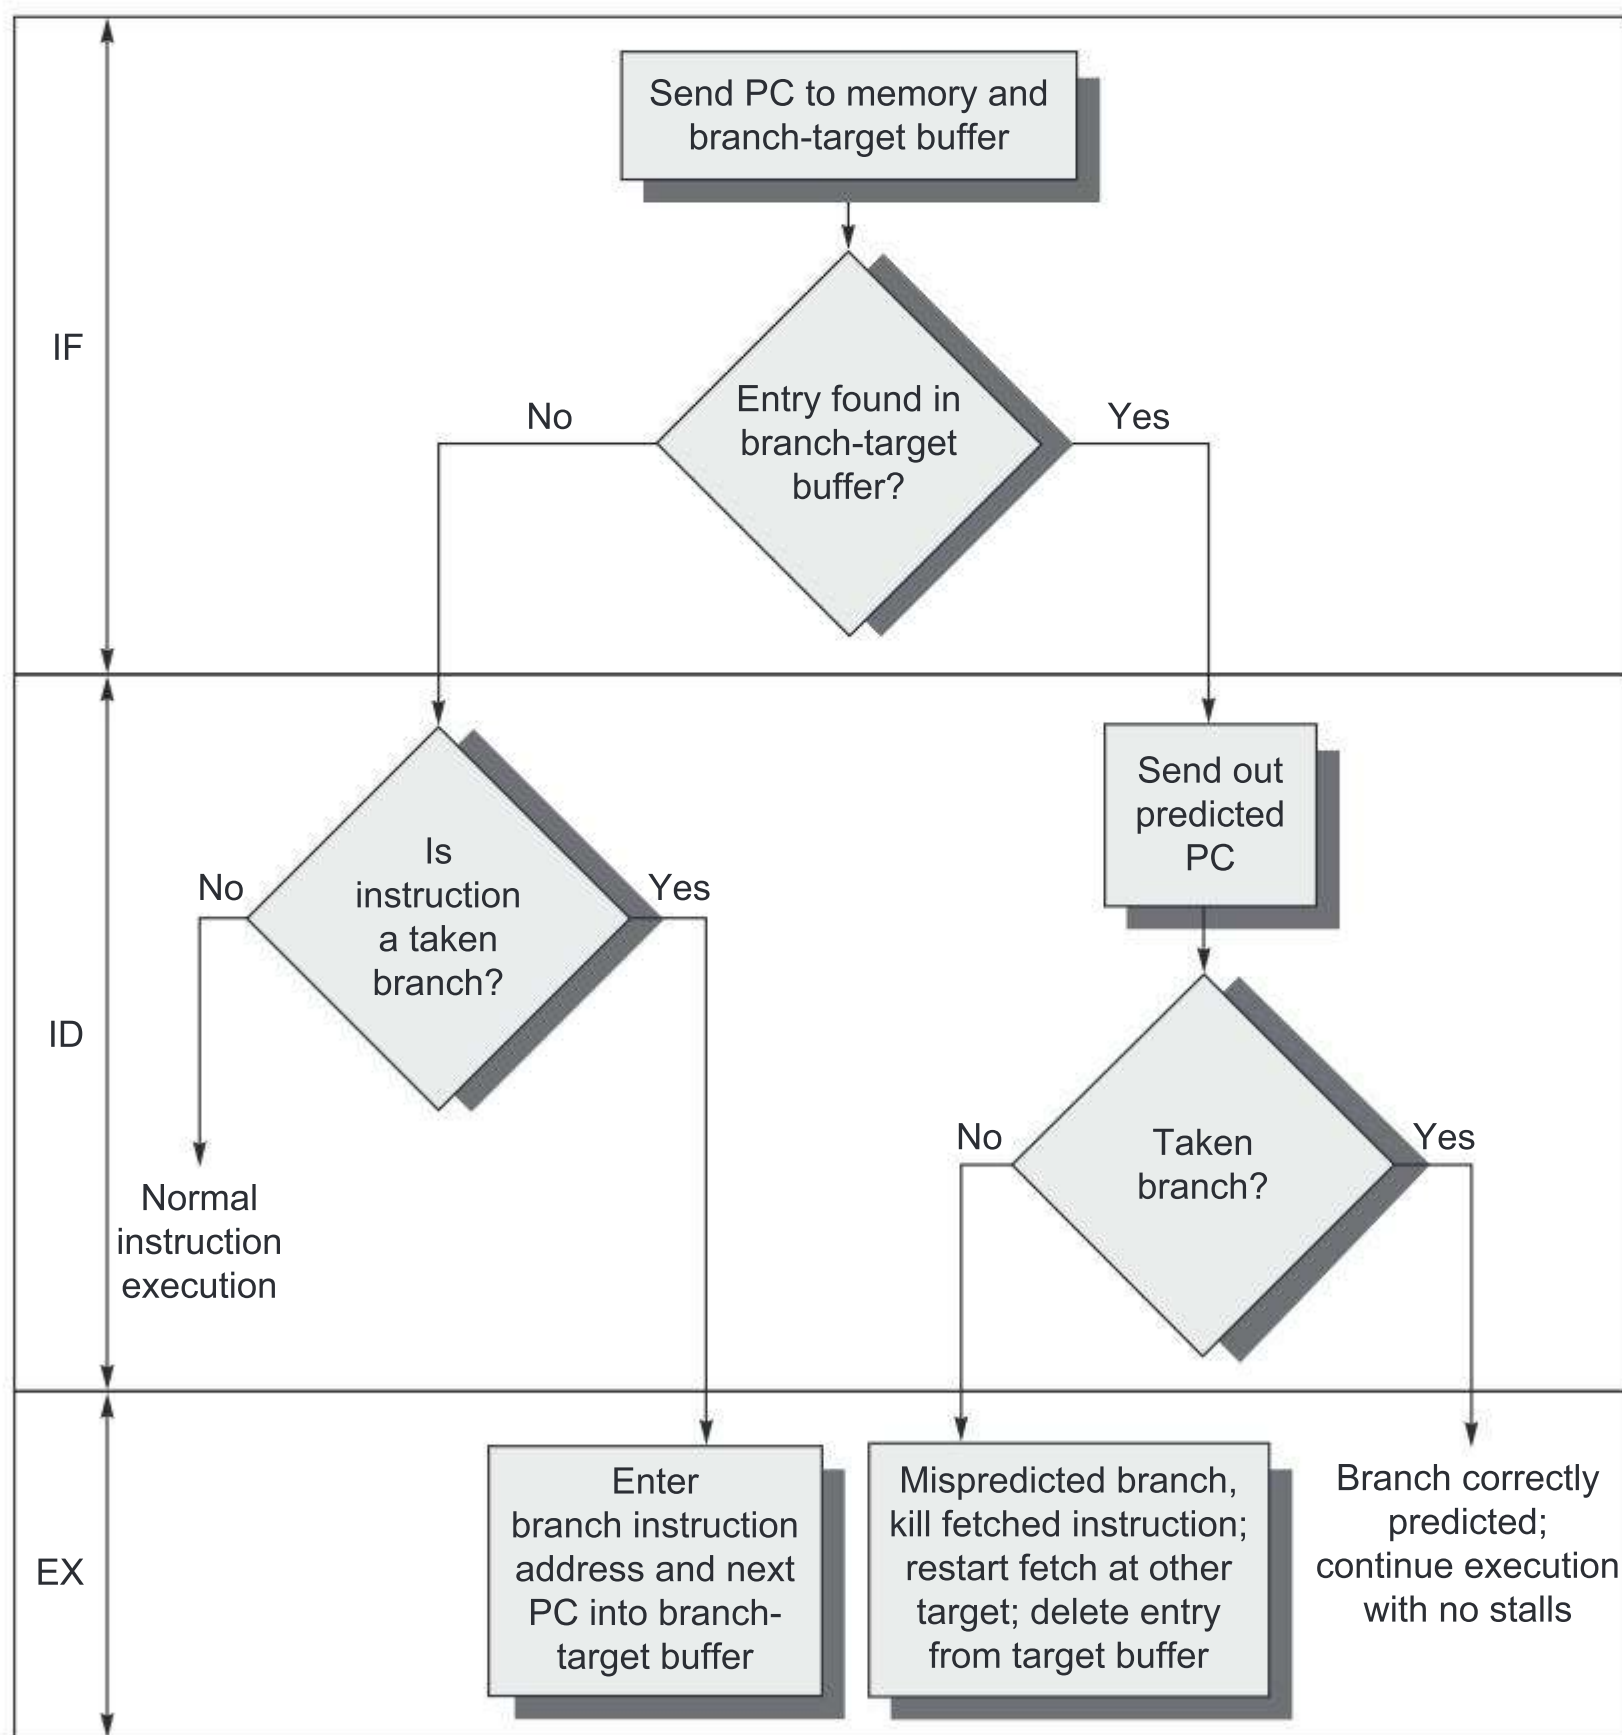 Send PC to memory and
branch-target buffer
IF
Entry found in
branch-target
buffer?
No
Yes
ID
Is
instruction
a taken
branch?
No
Yes
Normal
instruction
execution
Send out
predicted
PC
Taken
branch?
No
Yes
EX
Enter
branch instruction
address and next
PC into branch-
target buffer
Mispredicted branch,
kill fetched instruction;
restart fetch at other
target; delete entry
from target buffer
Branch correctly
predicted;
continue execution
with no stalls